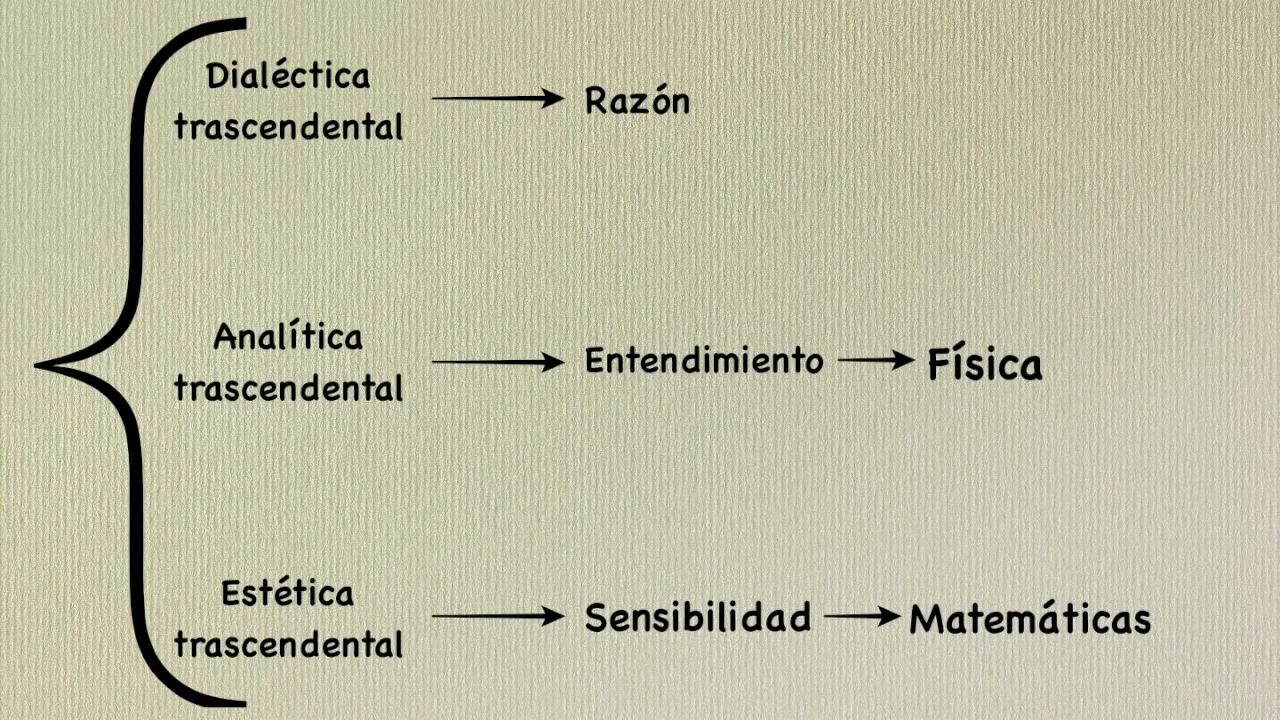 Dialéctica
trascendental
Razón
Analítica
trascendental
Entendimiento
Física
Estética
trascendental
Sensibilidad
Matemáticas